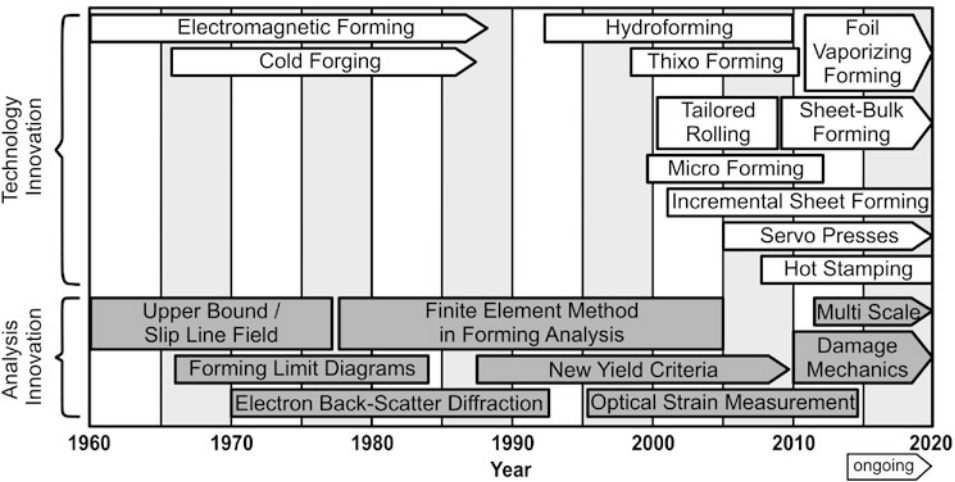 Technology
Innovation
Electromagnetic Forming
Hydroforming
Foil
Vaporizing
Forming
Cold Forging
Thixo Forming
Tailored
Rolling
Sheet-Bulk
Forming
Micro Forming
Incremental Sheet Forming
Servo Presses
Hot Stamping
Analysis
Innovation
Upper Bound /
Slip Line Field
Finite Element Method
in Forming Analysis
Multi Scale
Damage
Mechanics
Forming Limit Diagrams
New Yield Criteria
Electron Back-Scatter Diffraction
Optical Strain Measurement
1960 1970 1980 1990 2000 2010 2020
Year
ongoing